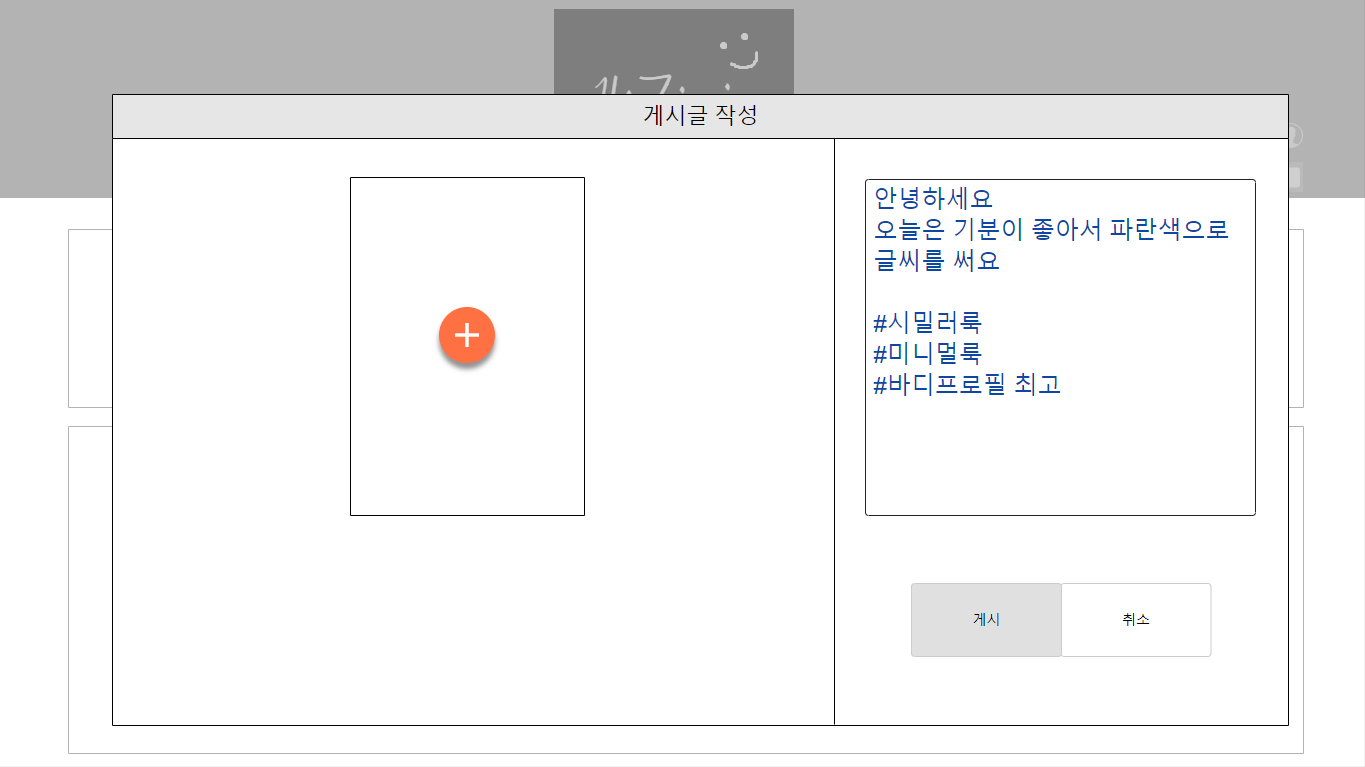 게시글 작성
안녕하세요
오늘은 기분이 좋아서 파란색으로
글씨를 써요
#시밀러룩
#미니멀룩
#바디프로필 최고
게시
취소